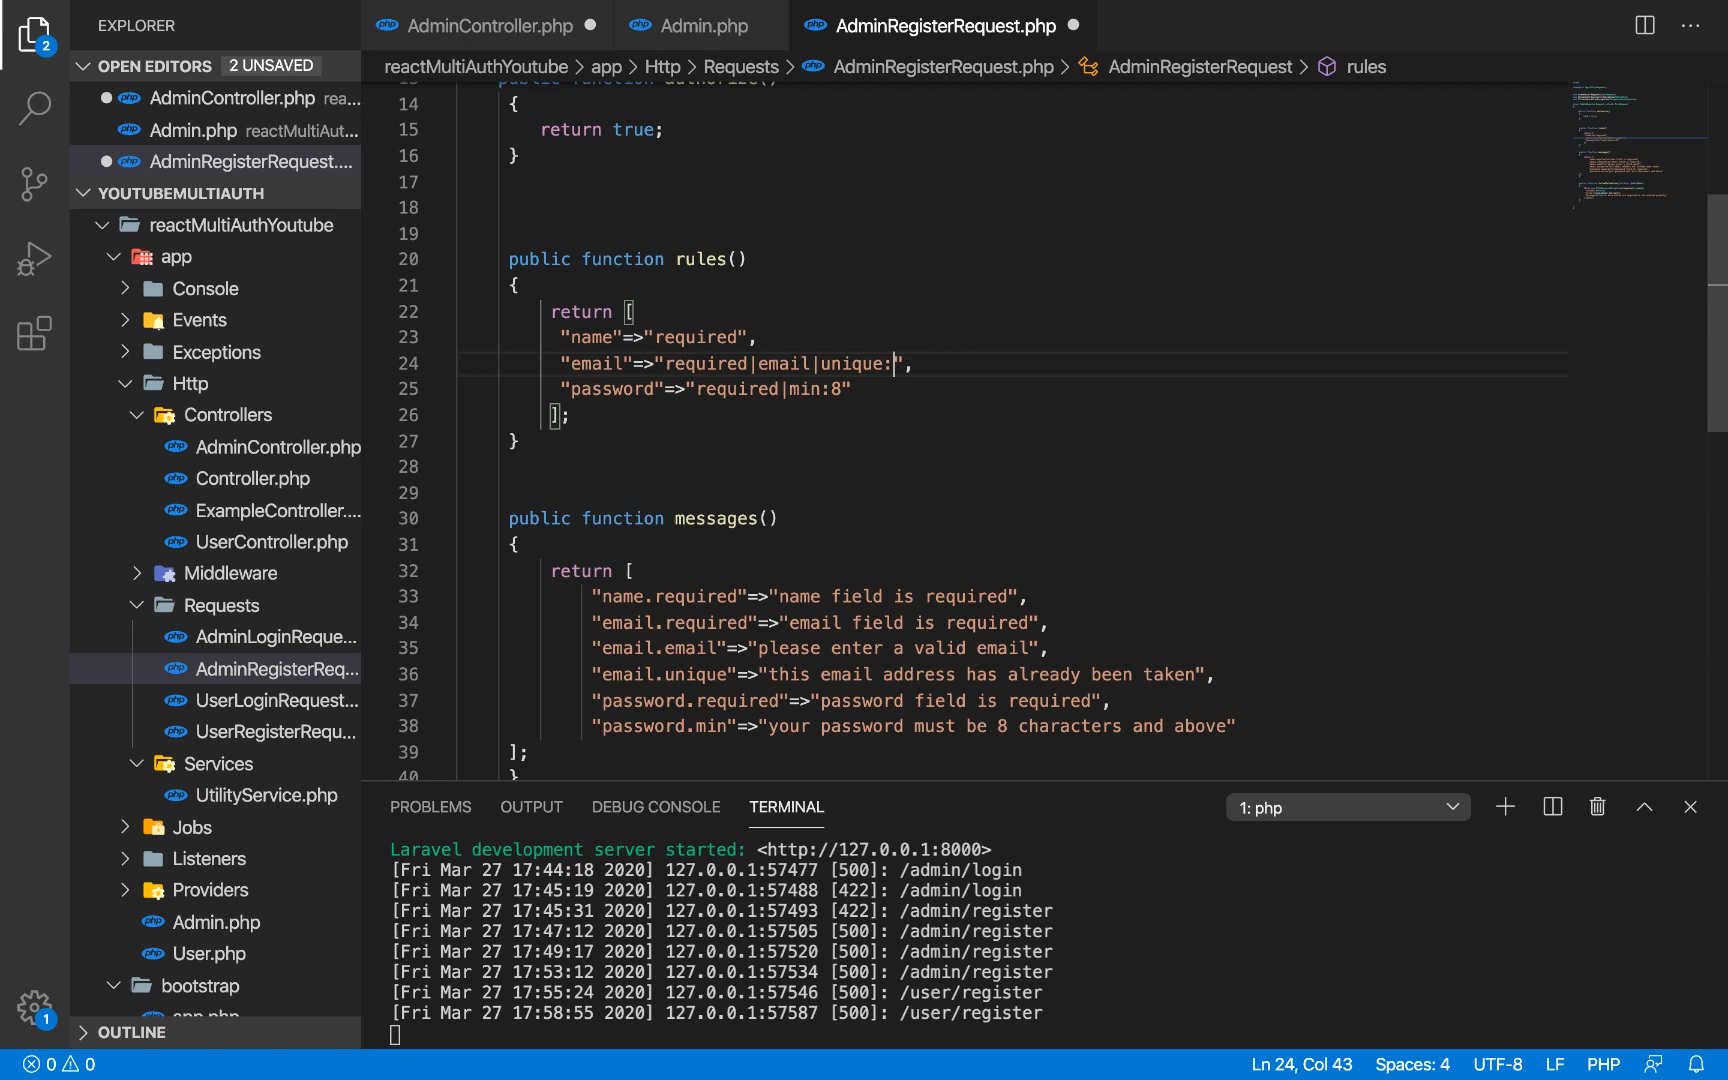 EXPLORER
AdminController.php
Admin.php
AdminRegisterRequest.php
OPEN EDITORS 2 UNSAVED
AdminController.php rea...
Admin.php reactMultiAut...
AdminRegisterRequest....
YOUTUBEMULTIAUTH
reactMultiAuthYoutube
app
Console
Events
Exceptions
Http
Controllers
AdminController.php
Controller.php
ExampleController....
UserController.php
Middleware
Requests
AdminLoginReque...
AdminRegisterReq...
UserLoginRequest...
UserRegisterRequ...
Services
UtilityService.php
Jobs
Listeners
Providers
Admin.php
User.php
bootstrap
app.php
OUTLINE
2
1
reactMultiAuthYoutube > app > Http > Requests > AdminRegisterRequest.php > AdminRegisterRequest > rules
13 public function authorize()
14 {
15 return true;
16 }
17
18
19
20 public function rules()
21 {
22 return [
23 "name"=>"required",
24 "email"=>"required|email|unique:",
25 "password"=>"required|min:8"
26 ];
27 }
28
29
30 public function messages()
31 {
32 return [
33 "name.required"=>"name field is required",
34 "email.required"=>"email field is required",
35 "email.email"=>"please enter a valid email",
36 "email.unique"=>"this email address has already been taken",
37 "password.required"=>"password field is required",
38 "password.min"=>"your password must be 8 characters and above"
39 ];
40 }
PROBLEMS OUTPUT DEBUG CONSOLE TERMINAL 1: php
Laravel development server started: <http://127.0.0.1:8000>
[Fri Mar 27 17:44:18 2020] 127.0.0.1:57477 [500]: /admin/login
[Fri Mar 27 17:45:19 2020] 127.0.0.1:57488 [422]: /admin/login
[Fri Mar 27 17:45:31 2020] 127.0.0.1:57493 [422]: /admin/register
[Fri Mar 27 17:47:12 2020] 127.0.0.1:57505 [500]: /admin/register
[Fri Mar 27 17:49:17 2020] 127.0.0.1:57520 [500]: /admin/register
[Fri Mar 27 17:53:12 2020] 127.0.0.1:57534 [500]: /admin/register
[Fri Mar 27 17:55:24 2020] 127.0.0.1:57546 [500]: /user/register
[Fri Mar 27 17:58:55 2020] 127.0.0.1:57587 [500]: /user/register
0 0 Ln 24, Col 43 Spaces: 4 UTF-8 LF PHP